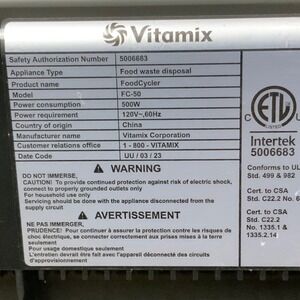 Vitamix
Safety Authorization Number 5006683
Appliance Type Food waste disposal
Product name FoodCycler
Model FC-50
Power consumption 500W
Power requirement 120V~,60Hz
Country of origin China
Manufacturer Vitamix Corporation
Customer relations office 1 - 800 - VITAMIX
Date Code UU / 03 / 23
WARNING
DO NOT IMMERSE.
CAUTION: To provide continued protection against risk of electric shock,
connect to properly grounded outlets only
For Household use only
Servicing should be done with the appliance disconnected from the
supply circuit
AVERTISSEMENT
NE PAS IMMERGER.
PRUDENCE: Pour continuer à assurer la protection contre les risques de
choc électrique, se connecter correctement aux prises mises à la terre
seulement
Pour usage domestique seulement
L'entretien devrait être fait avec l'appareil déconnecté du circuit
d'approvisionnement
C ETL
Intertek
5006683
Conforms to UL
Std. 499 & 982
Cert. to CSA
Std. C22.2 No. 6
Cert. to CSA
Std. C22.2
No. 1335.1 &
1335.2.14